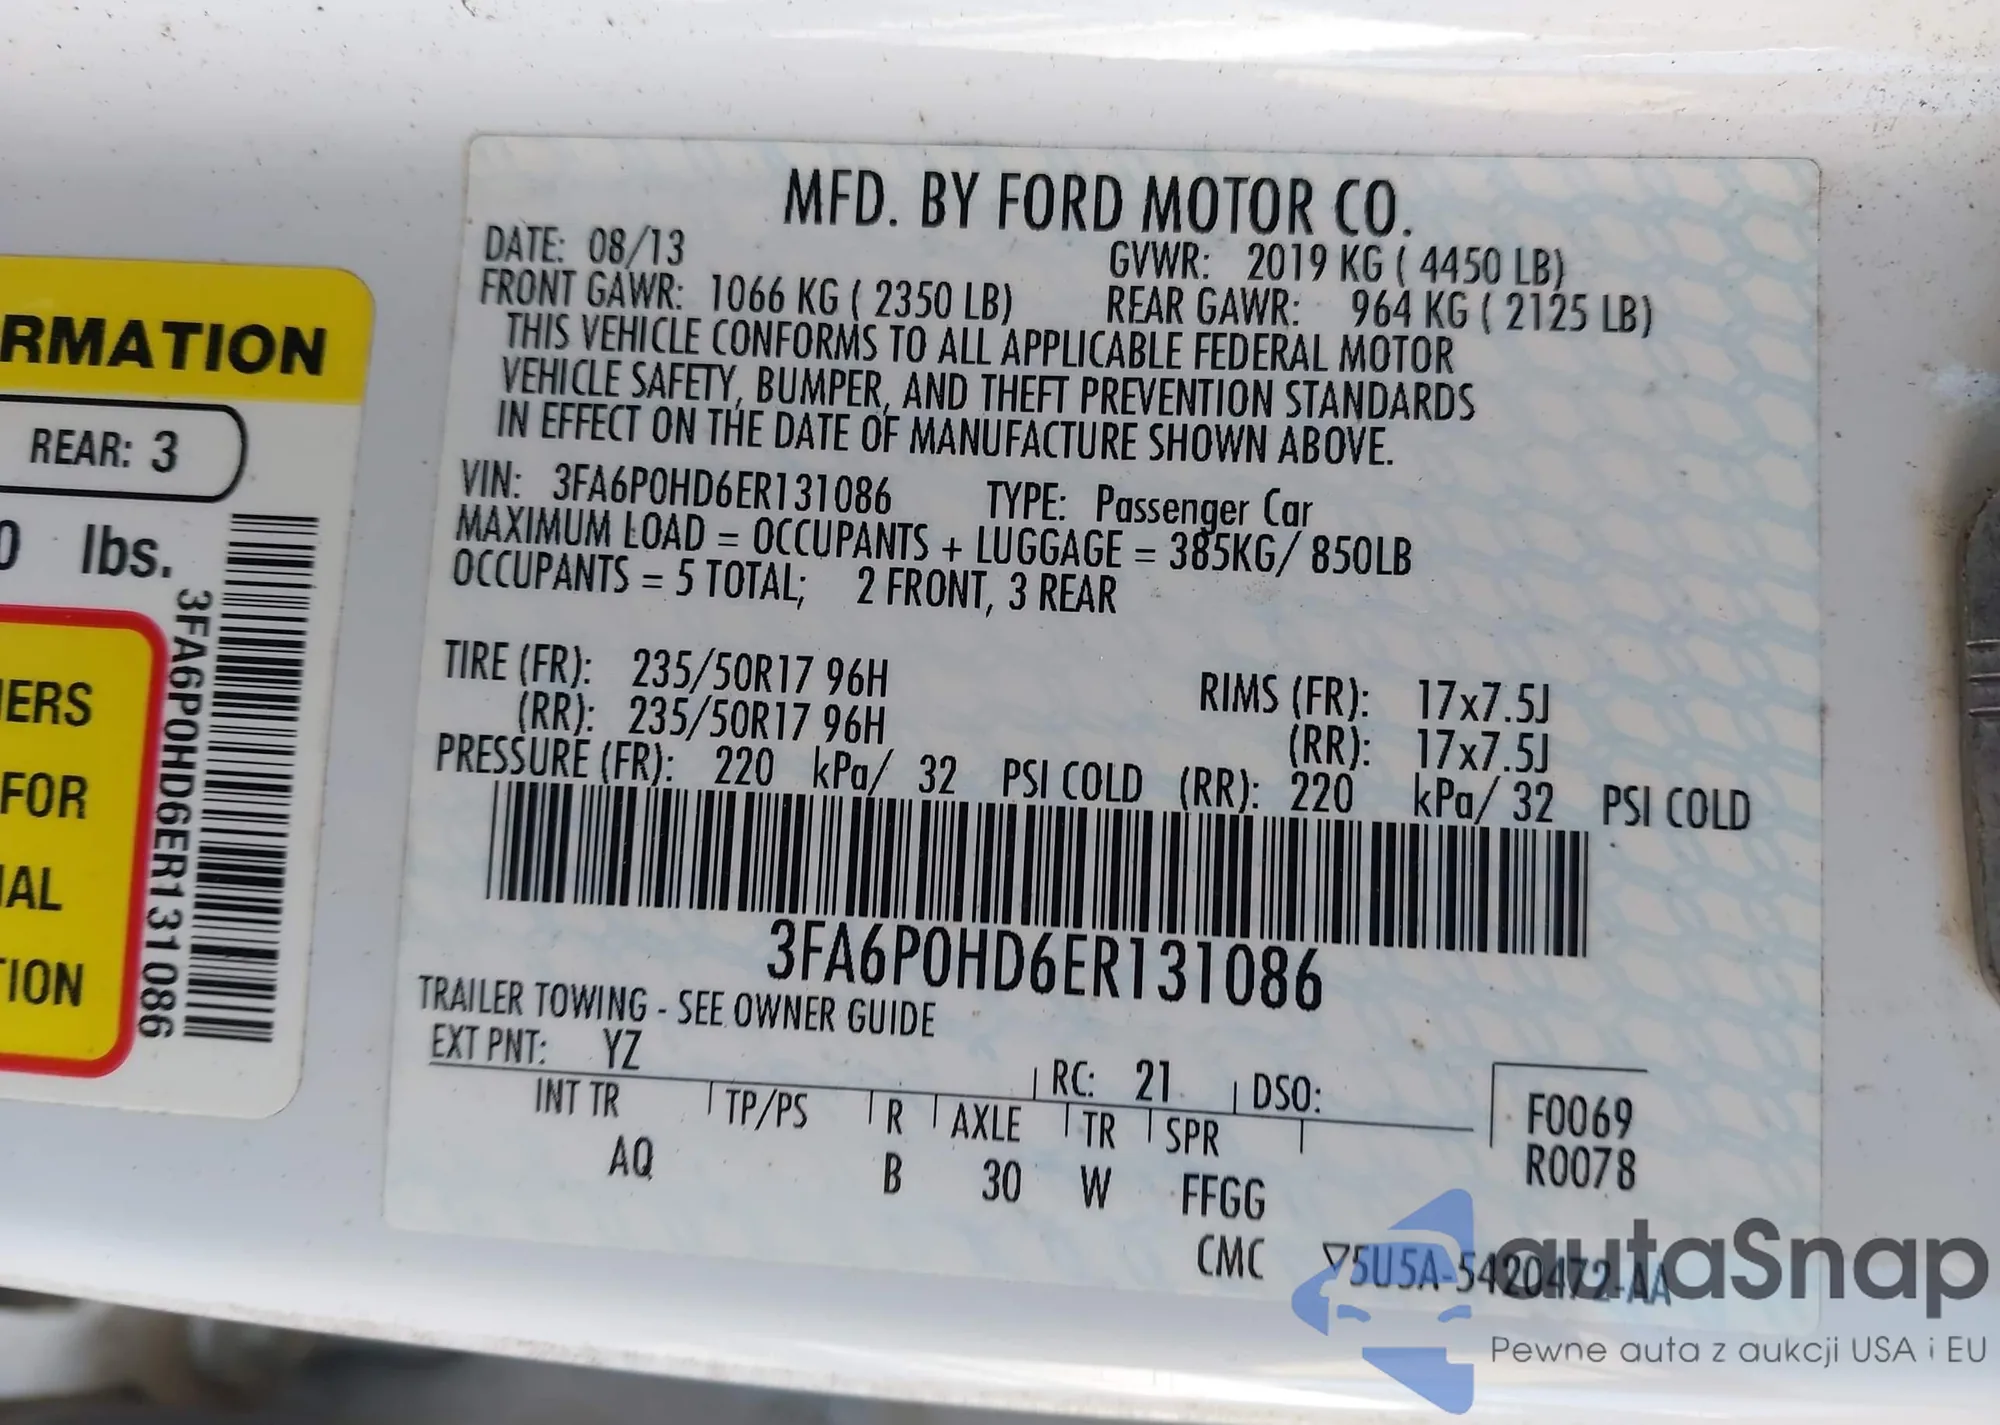 RMATION
REAR: 3
0 lbs.
IERS
FOR
IAL
TION
3FA6P0HD6ER131086
MFD. BY FORD MOTOR CO.
DATE: 08/13 GVWR: 2019 KG ( 4450 LB)
FRONT GAWR: 1066 KG ( 2350 LB) REAR GAWR: 964 KG ( 2125 LB)
THIS VEHICLE CONFORMS TO ALL APPLICABLE FEDERAL MOTOR
VEHICLE SAFETY, BUMPER, AND THEFT PREVENTION STANDARDS
IN EFFECT ON THE DATE OF MANUFACTURE SHOWN ABOVE.
VIN: 3FA6P0HD6ER131086 TYPE: Passenger Car
MAXIMUM LOAD = OCCUPANTS + LUGGAGE = 385KG/ 850LB
OCCUPANTS = 5 TOTAL; 2 FRONT, 3 REAR
TIRE (FR): 235/50R17 96H RIMS (FR): 17x7.5J
(RR): 235/50R17 96H (RR): 17x7.5J
PRESSURE (FR): 220 kPa/ 32 PSI COLD (RR): 220 kPa/ 32 PSI COLD
3FA6P0HD6ER131086
TRAILER TOWING - SEE OWNER GUIDE
EXT PNT: YZ RC: 21 DSO:
INT TR TP/PS R AXLE TR SPR F0069
AQ B 30 W FFGG R0078
CMC ▽5U5A-5420472-AA
autaSnap
Pewne auta z aukcji USA i EU